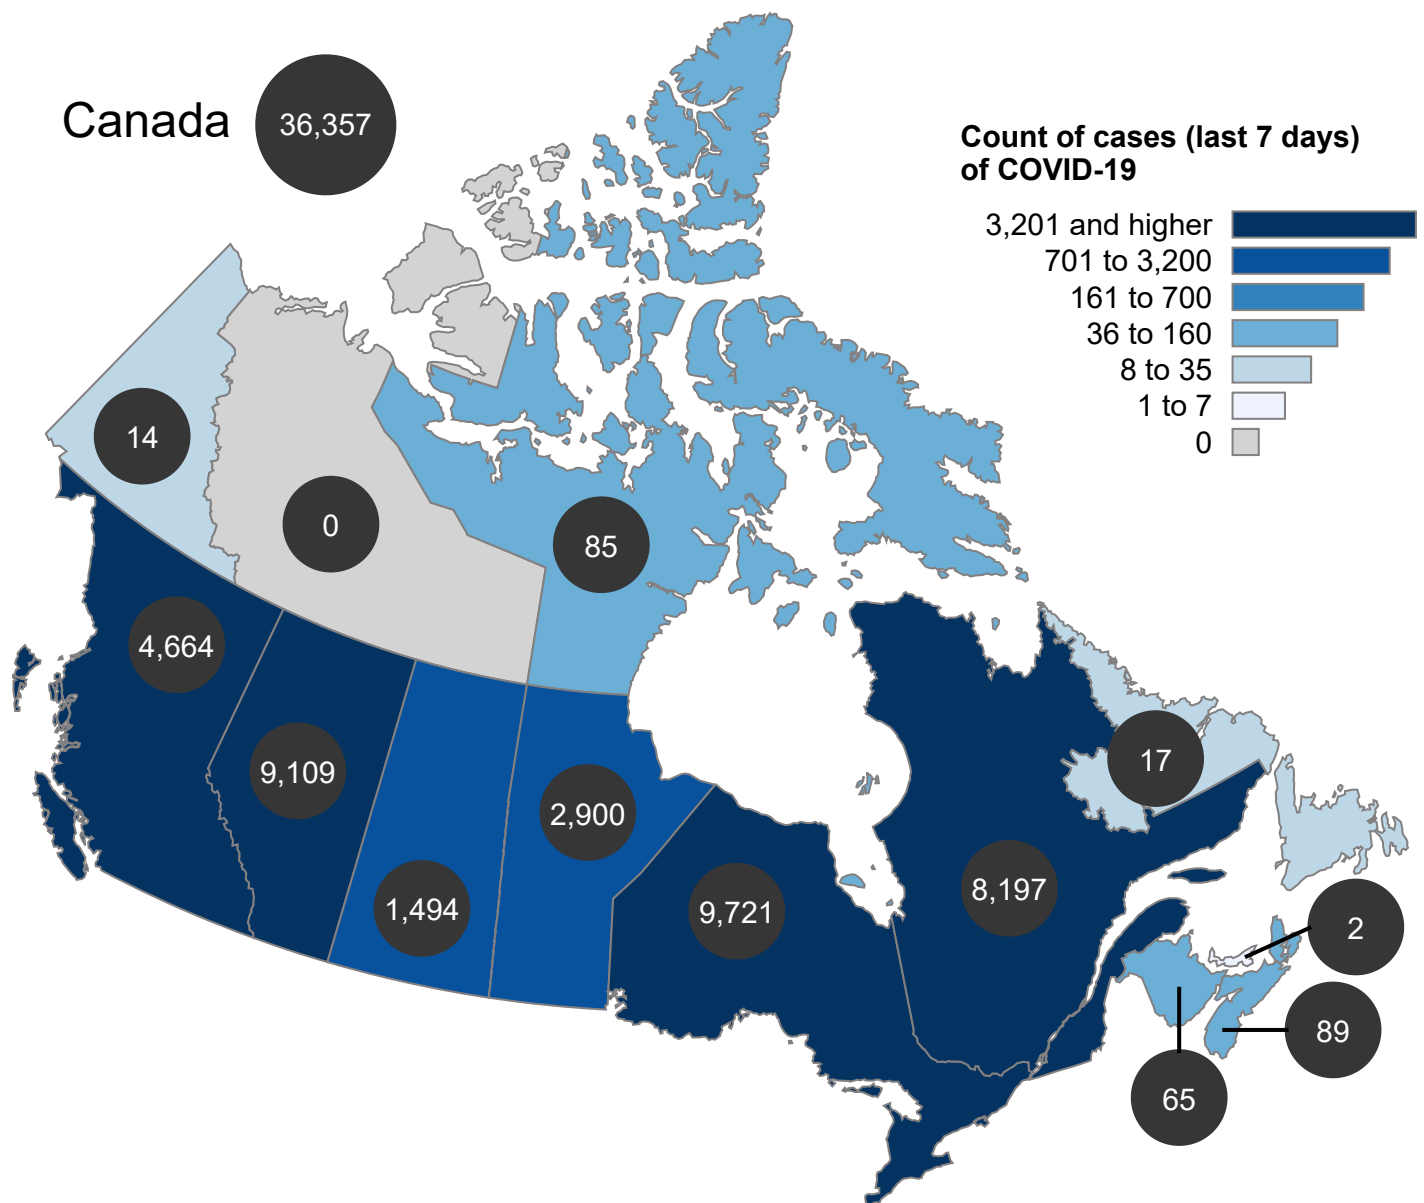 Canada
36,357
Count of cases (last 7 days)
of COVID-19
3,201 and higher
701 to 3,200
161 to 700
36 to 160
8 to 35
1 to 7
0
14
0
85
4,664
9,109
2,900
1,494
9,721
8,197
17
2
89
65